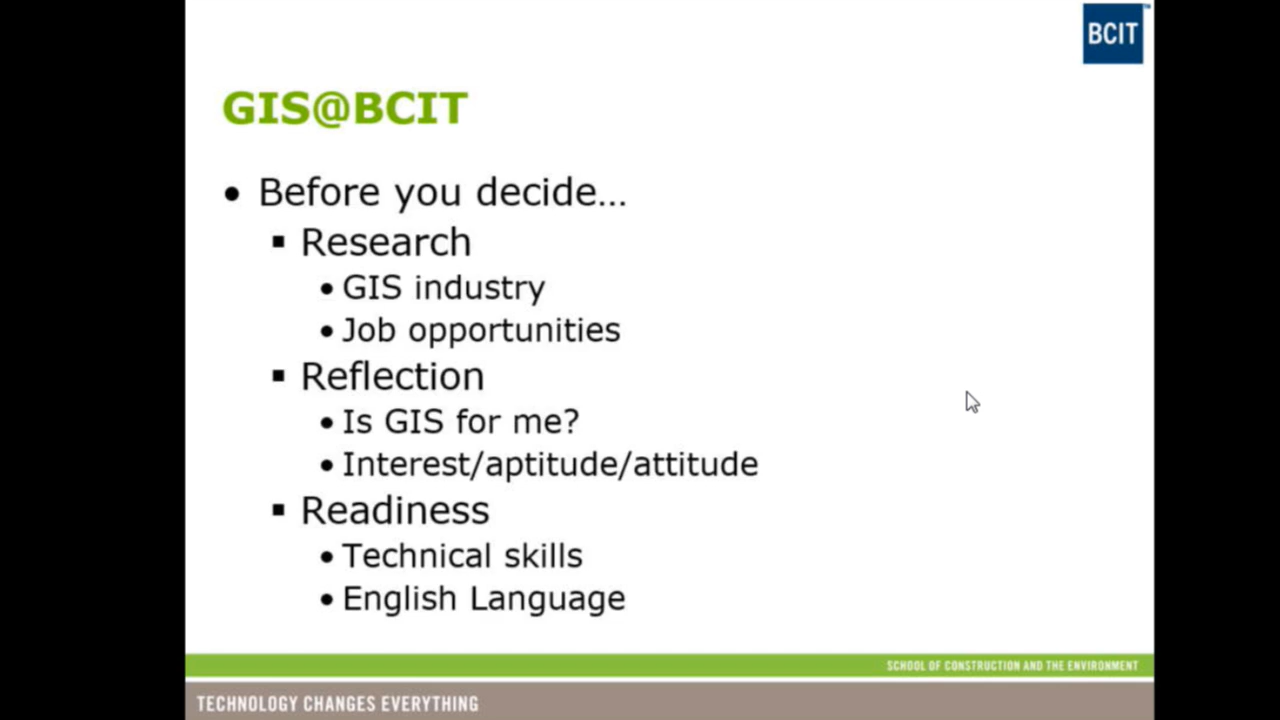 BCIT™
GIS@BCIT
• Before you decide…
▪ Research
• GIS industry
• Job opportunities
▪ Reflection
• Is GIS for me?
• Interest/aptitude/attitude
▪ Readiness
• Technical skills
• English Language
SCHOOL OF CONSTRUCTION AND THE ENVIRONMENT
TECHNOLOGY CHANGES EVERYTHING